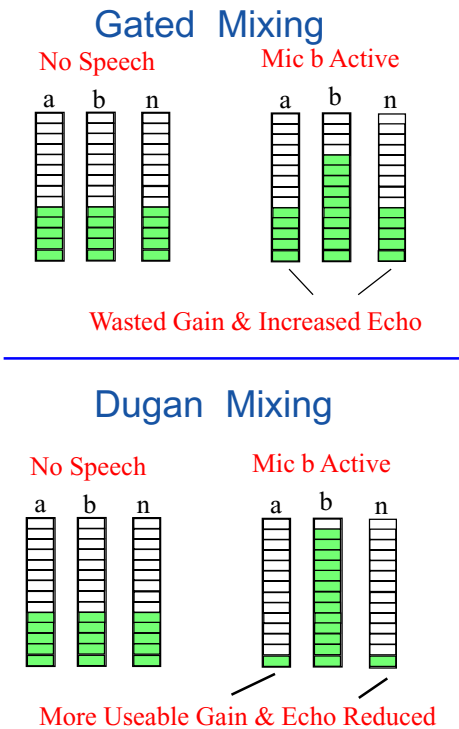 Gated Mixing
No Speech Mic b Active
a b n a b n
Wasted Gain & Increased Echo
Dugan Mixing
No Speech Mic b Active
a b n a b n
More Useable Gain & Echo Reduced